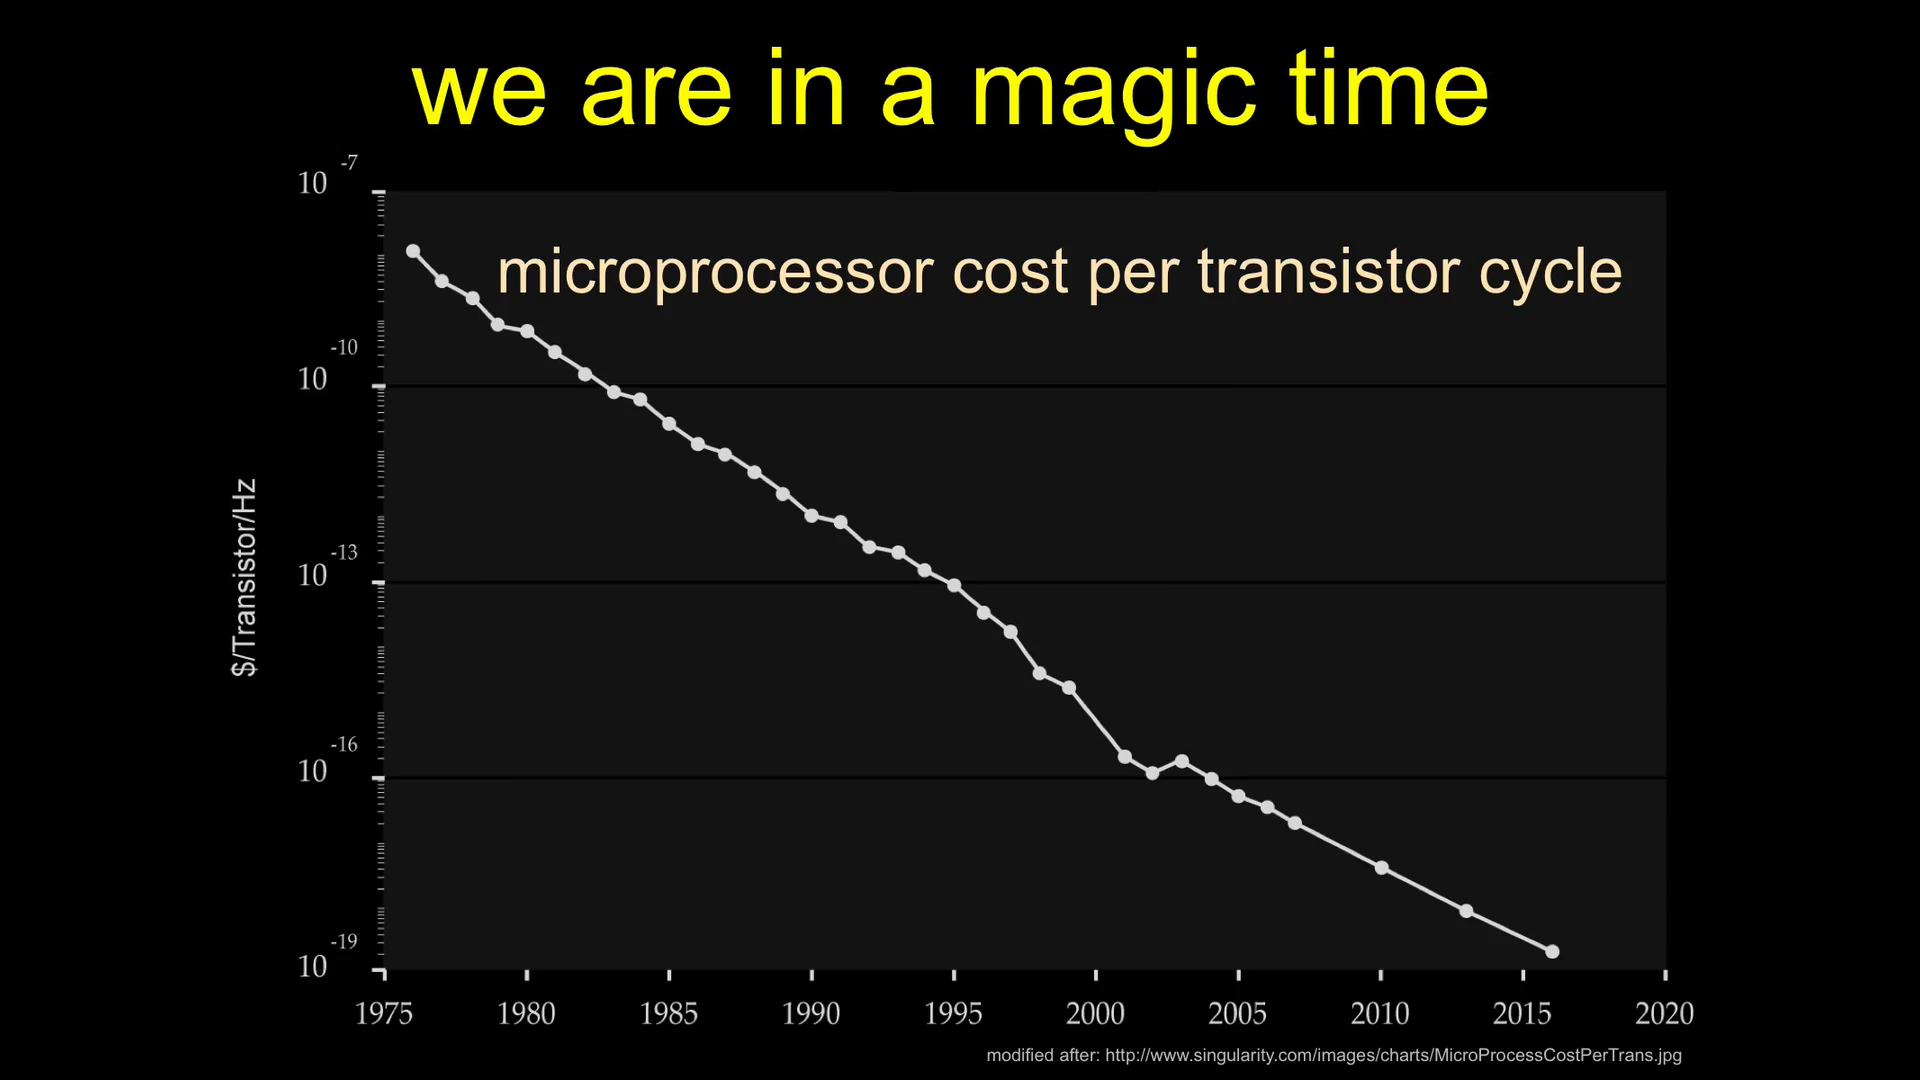 we are in a magic time
microprocessor cost per transistor cycle
$/Transistor/Hz
10 -7
10 -10
10 -13
10 -16
10 -19
1975 1980 1985 1990 1995 2000 2005 2010 2015 2020
modified after: http://www.singularity.com/images/charts/MicroProcessCostPerTrans.jpg